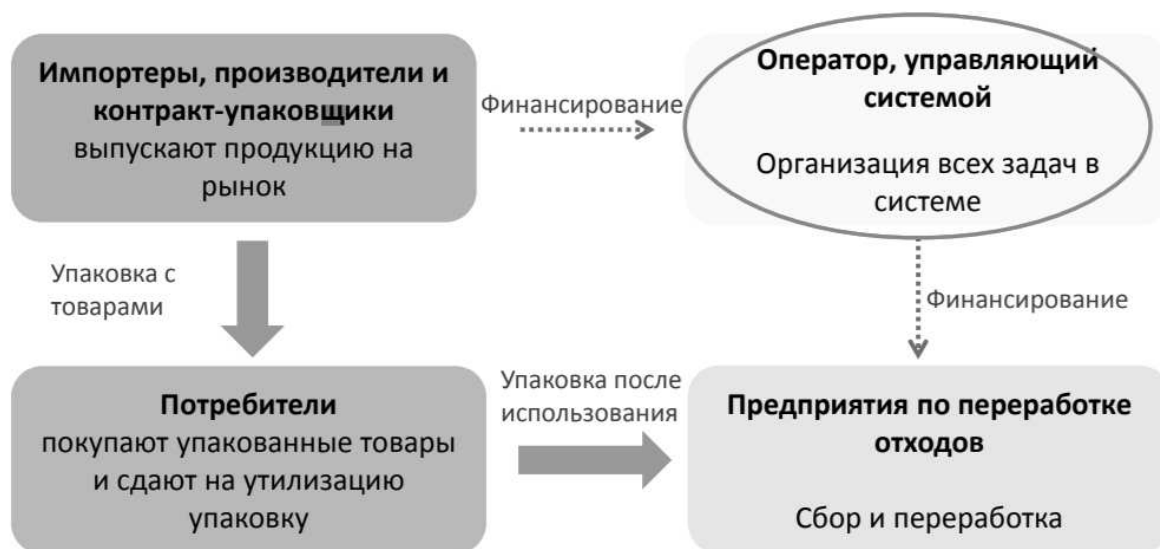 Импортеры, производители и
контракт-упаковщики
выпускают продукцию на
рынок
Финансирование
Оператор, управляющий
системой
Организация всех задач в
системе
Упаковка с
товарами
Финансирование
Потребители
покупают упакованные товары
и сдают на утилизацию
упаковку
Упаковка после
использования
Предприятия по переработке
отходов
Сбор и переработка